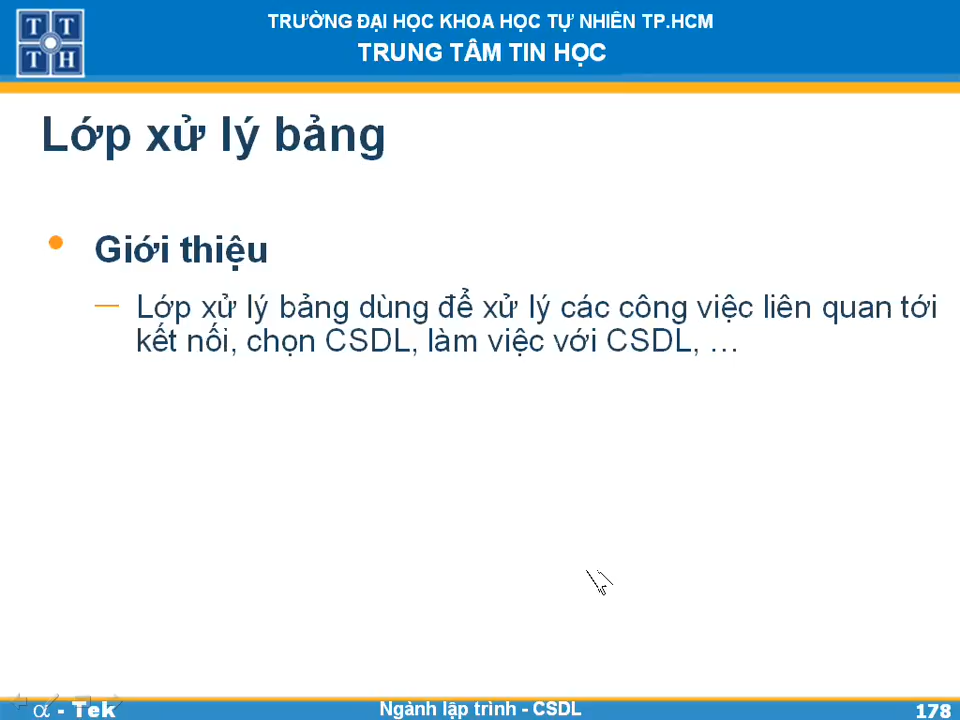 TRƯỜNG ĐẠI HỌC KHOA HỌC TỰ NHIÊN TP.HCM
TRUNG TÂM TIN HỌC
T T
T H
Lớp xử lý bảng
• Giới thiệu
– Lớp xử lý bảng dùng để xử lý các công việc liên quan tới
kết nối, chọn CSDL, làm việc với CSDL, …
α - Tek
Ngành lập trình - CSDL
178